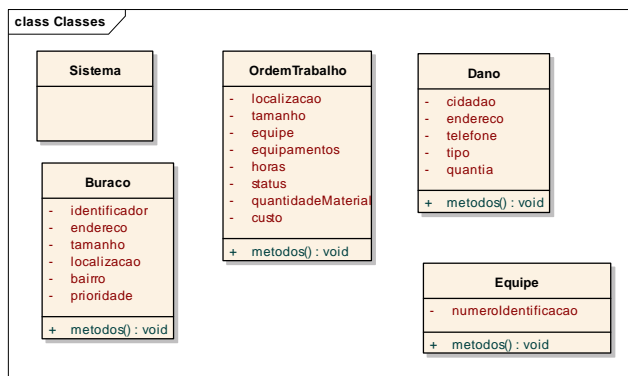 class Classes
Sistema
OrdemTrabalho
- localizacao
- tamanho
- equipe
- equipamentos
- horas
- status
- quantidadeMaterial
- custo
+ metodos() : void
Dano
- cidadao
- endereco
- telefone
- tipo
- quantia
+ metodos() : void
Buraco
- identificador
- endereco
- tamanho
- localizacao
- bairro
- prioridade
+ metodos() : void
Equipe
- numeroIdentificacao
+ metodos() : void